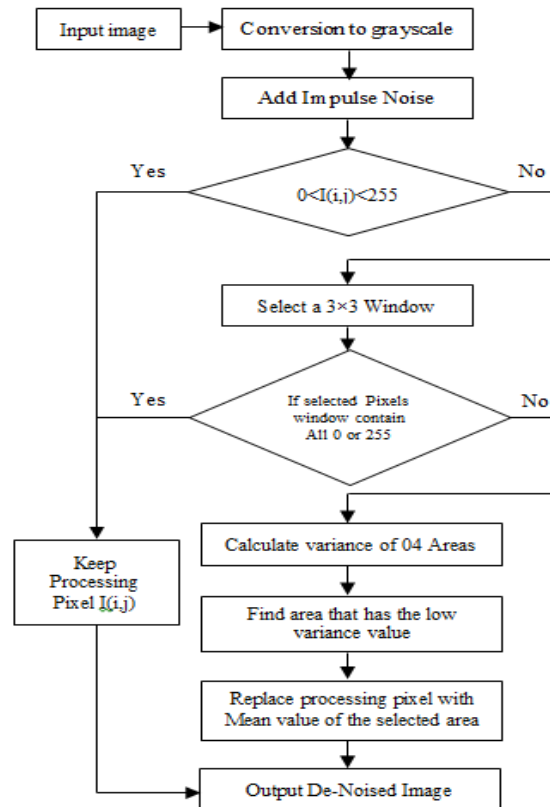 Input image
Conversion to grayscale
Add Impulse Noise
Yes
0<I(i,j)<255
No
Select a 3×3 Window
Yes
If selected Pixels
window contain
All 0 or 255
No
Calculate variance of 04 Areas
Keep
Processing
Pixel I(i,j)
Find area that has the low
variance value
Replace processing pixel with
Mean value of the selected area
Output De-Noised Image